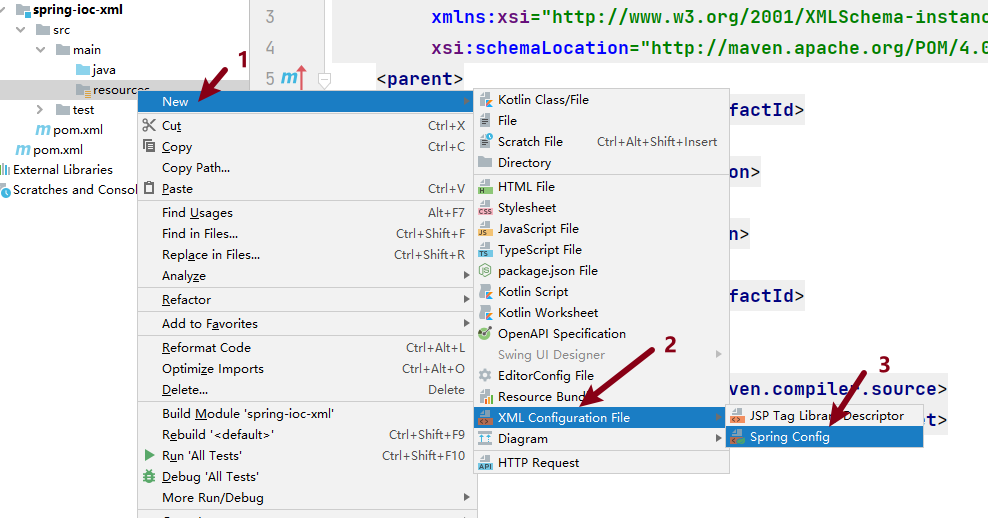 spring-ioc-xml
src
main
java
resources
test
pom.xml
pom.xml
External Libraries
Scratches and Consol
3 xmlns:xsi="http://www.w3.org/2001/XMLSchema-instanc
4 xsi:schemaLocation="http://maven.apache.org/POM/4.0
5 <parent>
factId>
on>
n>
factId>
ven.compiler.source>
et>
1
New
Cut Ctrl+X
Copy Ctrl+C
Copy Path...
Paste Ctrl+V
Find Usages Alt+F7
Find in Files... Ctrl+Shift+F
Replace in Files... Ctrl+Shift+R
Analyze
Refactor
Add to Favorites
Reformat Code Ctrl+Alt+L
Optimize Imports Ctrl+Alt+O
Delete... Delete
Build Module 'spring-ioc-xml'
Rebuild '<default>' Ctrl+Shift+F9
Run 'All Tests' Ctrl+Shift+F10
Debug 'All Tests'
More Run/Debug
Kotlin Class/File
File
Scratch File Ctrl+Alt+Shift+Insert
Directory
HTML File
Stylesheet
JavaScript File
TypeScript File
package.json File
Kotlin Script
Kotlin Worksheet
OpenAPI Specification
Swing UI Designer
EditorConfig File
Resource Bund
2
XML Configuration File
Diagram
HTTP Request
3
JSP Tag Library Descriptor
Spring Config